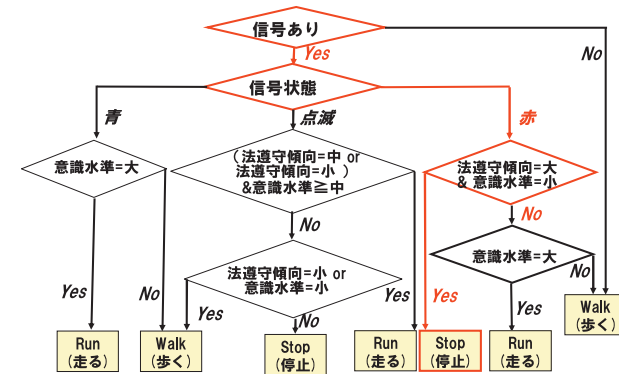 信号あり
Yes
No
信号状態
青
点滅
赤
意識水準=大
(法遵守傾向=中 or
法遵守傾向=小 )
&意識水準≧中
法遵守傾向=大
& 意識水準=小
No
No
法遵守傾向=小 or
意識水準=小
意識水準=大
No
Yes
No
Yes
Yes
Yes
Yes
No
Run
(走る)
Walk
(歩く)
Stop
(停止)
Run
(走る)
Stop
(停止)
Run
(走る)
Walk
(歩く)